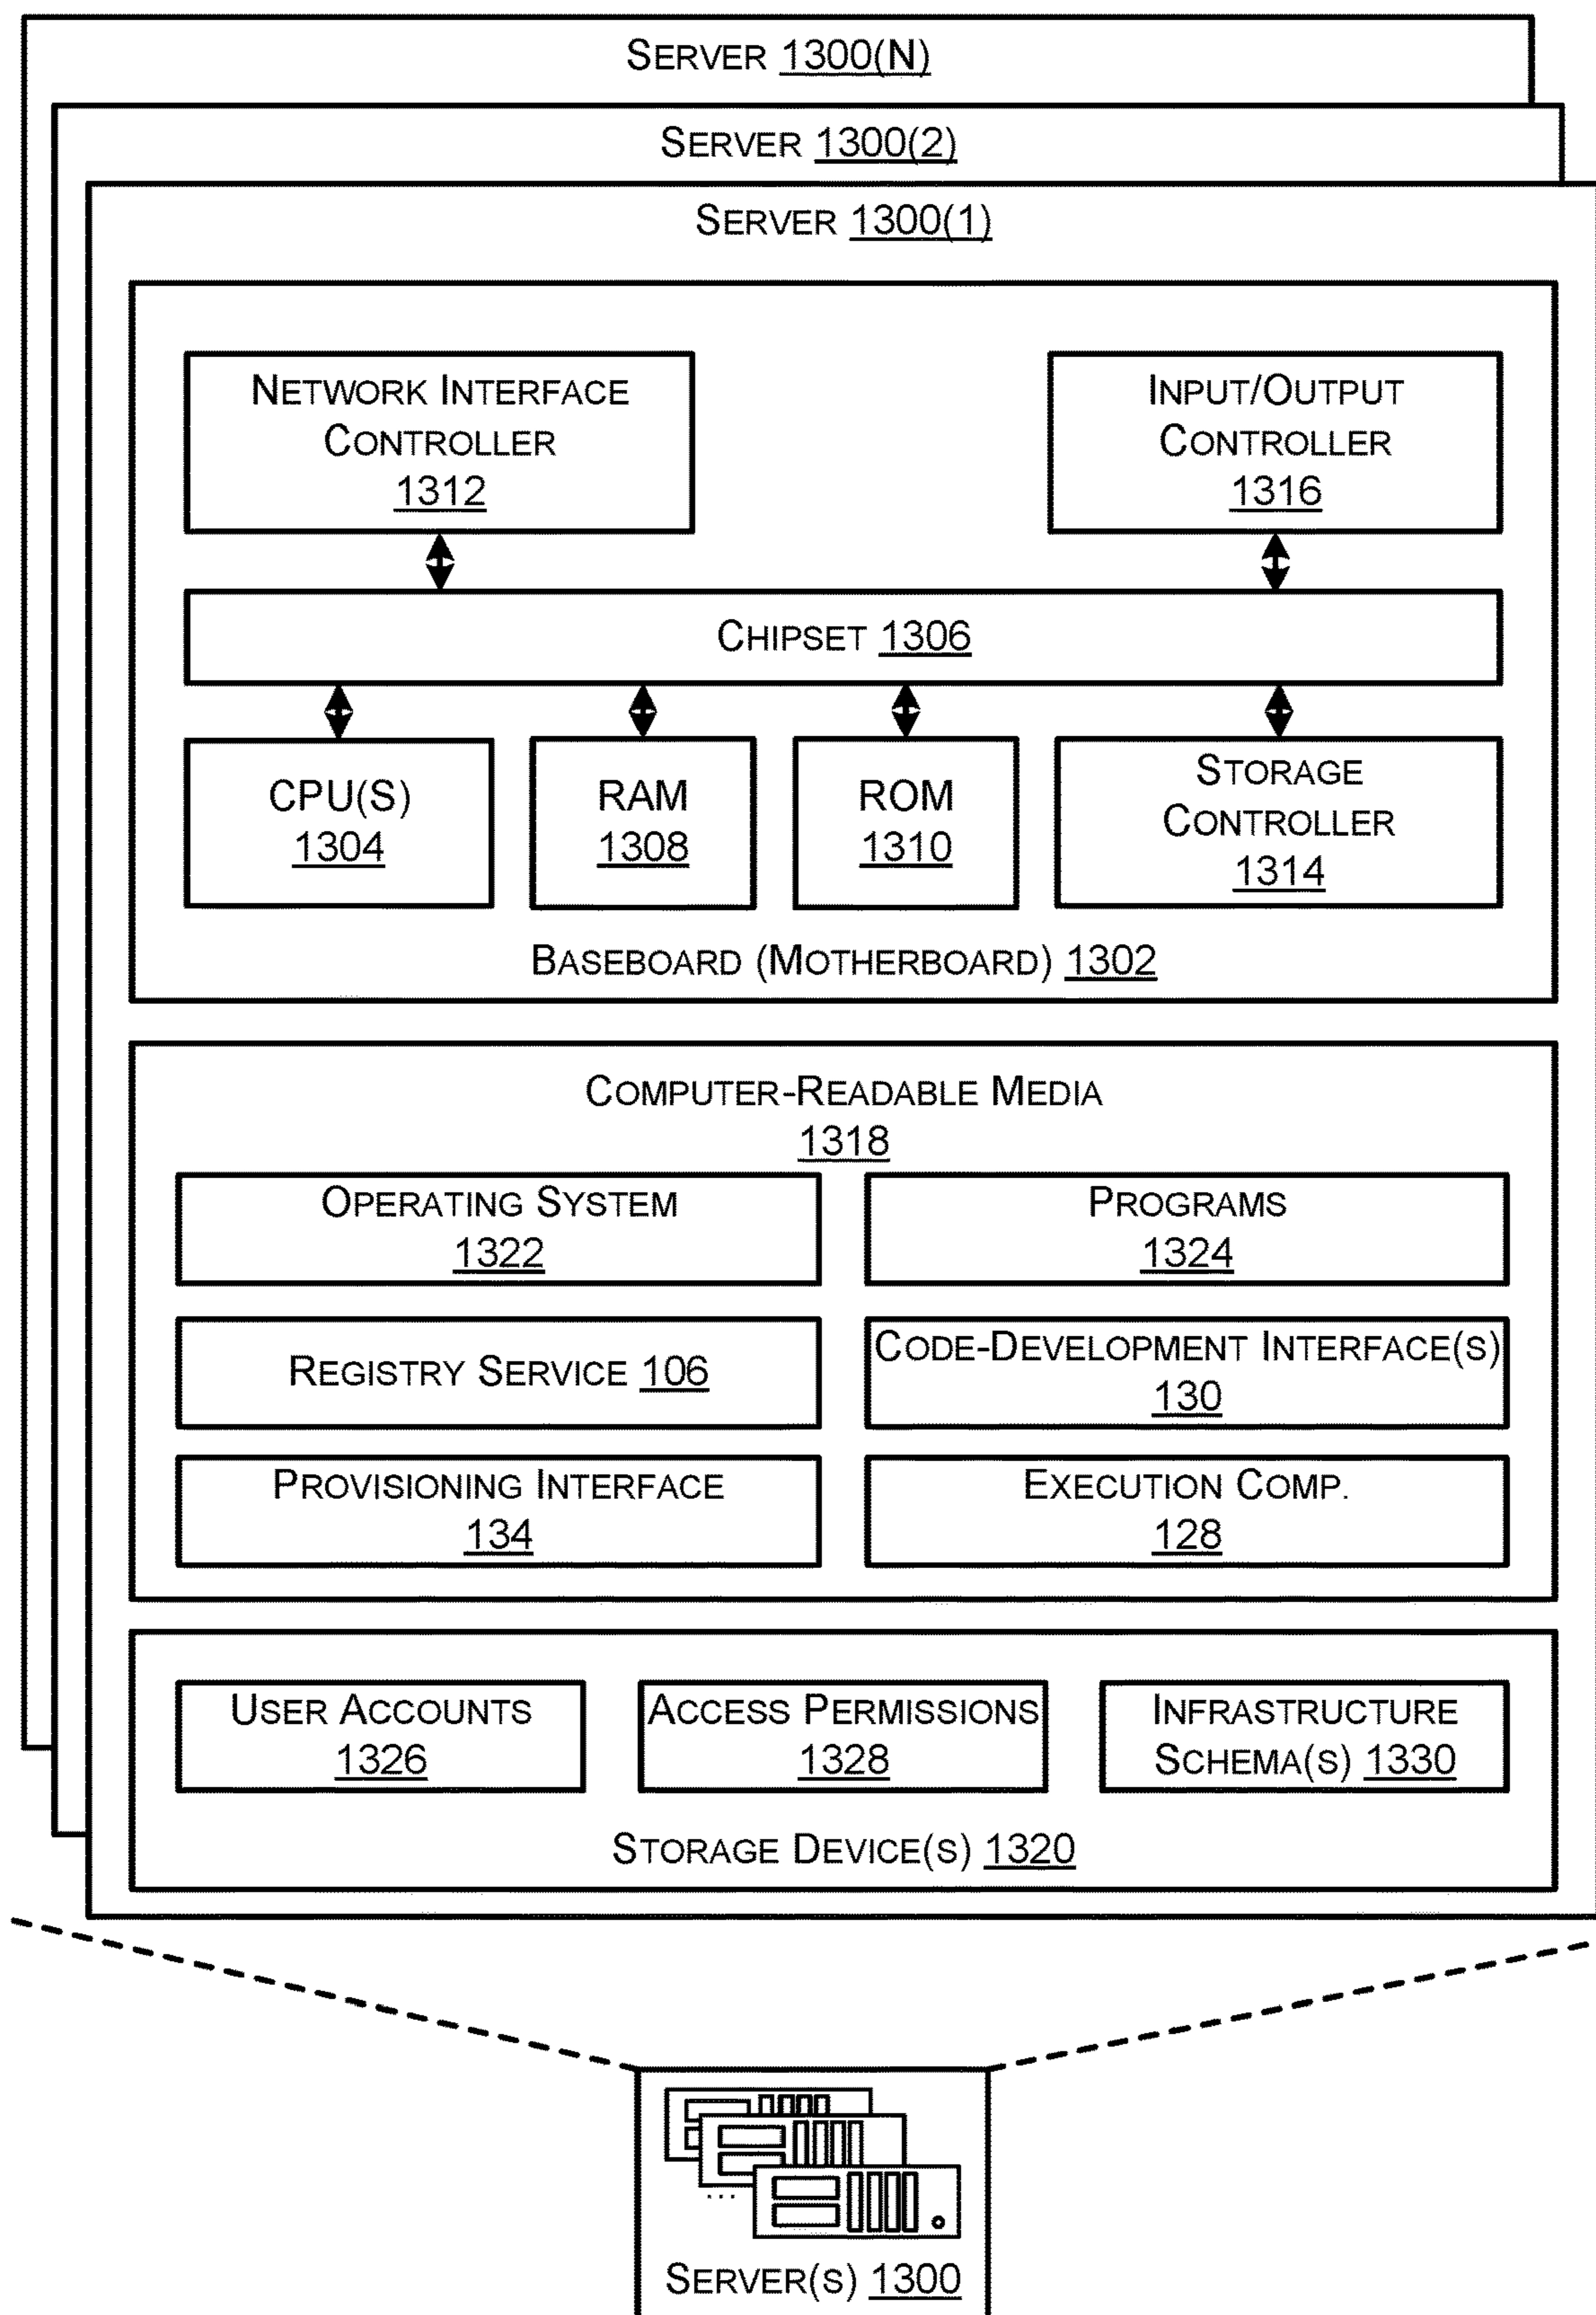 SERVER 1300(N)
SERVER 1300(2)
SERVER 1300(1)
NETWORK INTERFACE
CONTROLLER
1312
INPUT/OUTPUT
CONTROLLER
1316
CHIPSET 1306
CPU(S)
1304
RAM
1308
ROM
1310
STORAGE
CONTROLLER
1314
BASEBOARD (MOTHERBOARD) 1302
COMPUTER-READABLE MEDIA
1318
OPERATING SYSTEM
1322
PROGRAMS
1324
REGISTRY SERVICE 106
CODE-DEVELOPMENT INTERFACE(S)
130
PROVISIONING INTERFACE
134
EXECUTION COMP.
128
USER ACCOUNTS
1326
ACCESS PERMISSIONS
1328
INFRASTRUCTURE
SCHEMA(S) 1330
STORAGE DEVICE(S) 1320
...
SERVER(S) 1300